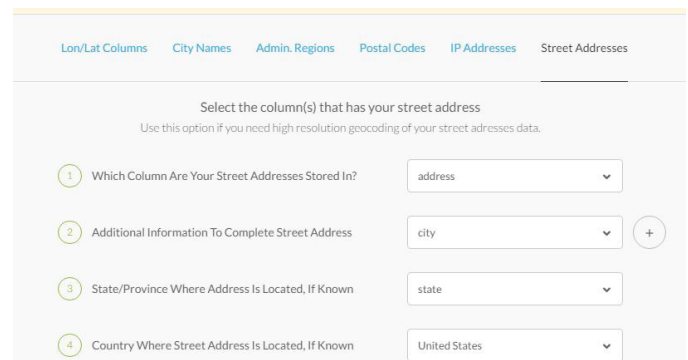 Lon/Lat Columns City Names Admin. Regions Postal Codes IP Addresses Street Addresses
Select the column(s) that has your street address
Use this option if you need high resolution geocoding of your street adresses data.
1 Which Column Are Your Street Addresses Stored In? address
2 Additional Information To Complete Street Address city +
3 State/Province Where Address Is Located, If Known state
4 Country Where Street Address Is Located, If Known United States